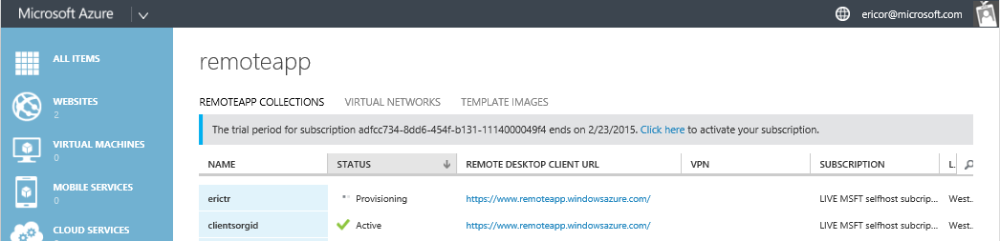 Microsoft Azure
ericor@microsoft.com
ALL ITEMS
WEBSITES
2
VIRTUAL MACHINES
0
MOBILE SERVICES
0
CLOUD SERVICES
remoteapp
REMOTEAPP COLLECTIONS VIRTUAL NETWORKS TEMPLATE IMAGES
The trial period for subscription adfcc734-8dd6-454f-b131-1114000049f4 ends on 2/23/2015. Click here to activate your subscription.
NAME STATUS REMOTE DESKTOP CLIENT URL VPN SUBSCRIPTION L..
erictr Provisioning https://www.remoteapp.windowsazure.com/ LIVE MSFT selfhost subcrip... West...
clientsorgid Active https://www.remoteapp.windowsazure.com/ LIVE MSFT selfhost subcrip... West...